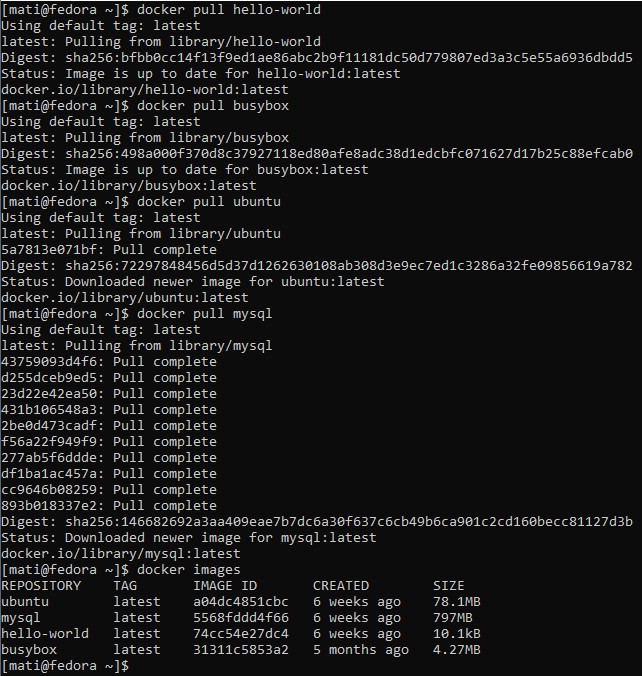 [mati@fedora ~]$ docker pull hello-world
Using default tag: latest
latest: Pulling from library/hello-world
Digest: sha256:bfbb0cc14f13f9ed1ae86abc2b9f11181dc50d779807ed3a3c5e55a6936dbdd5
Status: Image is up to date for hello-world:latest
docker.io/library/hello-world:latest
[mati@fedora ~]$ docker pull busybox
Using default tag: latest
latest: Pulling from library/busybox
Digest: sha256:498a000f370d8c37927118ed80afe8adc38d1edcbfc071627d17b25c88efcab0
Status: Image is up to date for busybox:latest
docker.io/library/busybox:latest
[mati@fedora ~]$ docker pull ubuntu
Using default tag: latest
latest: Pulling from library/ubuntu
5a7813e071bf: Pull complete
Digest: sha256:72297848456d5d37d1262630108ab308d3e9ec7ed1c3286a32fe09856619a782
Status: Downloaded newer image for ubuntu:latest
docker.io/library/ubuntu:latest
[mati@fedora ~]$ docker pull mysql
Using default tag: latest
latest: Pulling from library/mysql
43759093d4f6: Pull complete
d255dceb9ed5: Pull complete
23d22e42ea50: Pull complete
431b106548a3: Pull complete
2be0d473cadf: Pull complete
f56a22f949f9: Pull complete
277ab5f6ddde: Pull complete
df1ba1ac457a: Pull complete
cc9646b08259: Pull complete
893b018337e2: Pull complete
Digest: sha256:146682692a3aa409eae7b7dc6a30f637c6cb49b6ca901c2cd160becc81127d3b
Status: Downloaded newer image for mysql:latest
docker.io/library/mysql:latest
[mati@fedora ~]$ docker images
REPOSITORY    TAG       IMAGE ID       CREATED        SIZE
ubuntu        latest    a04dc4851cbc   6 weeks ago    78.1MB
mysql         latest    5568fddd4f66   6 weeks ago    797MB
hello-world   latest    74cc54e27dc4   6 weeks ago    10.1kB
busybox       latest    31311c5853a2   5 months ago   4.27MB
[mati@fedora ~]$